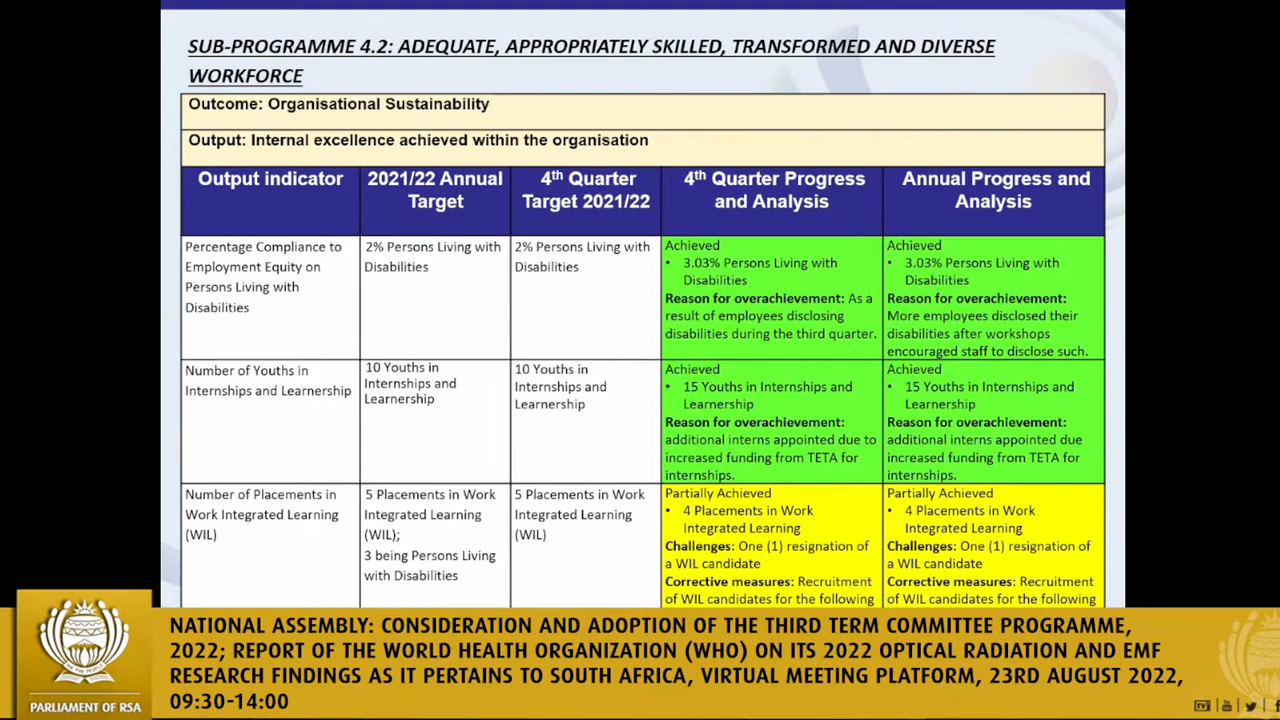 SUB-PROGRAMME 4.2: ADEQUATE, APPROPRIATELY SKILLED, TRANSFORMED AND DIVERSE
WORKFORCE
Outcome: Organisational Sustainability
Output: Internal excellence achieved within the organisation
Output indicator
2021/22 Annual
Target
4th Quarter
Target 2021/22
4th Quarter Progress
and Analysis
Annual Progress and
Analysis
Percentage Compliance to
Employment Equity on
Persons Living with
Disabilities
2% Persons Living with
Disabilities
2% Persons Living with
Disabilities
Achieved
• 3.03% Persons Living with
Disabilities
Reason for overachievement: As a
result of employees disclosing
disabilities during the third quarter.
Achieved
• 3.03% Persons Living with
Disabilities
Reason for overachievement:
More employees disclosed their
disabilities after workshops
encouraged staff to disclose such.
Number of Youths in
Internships and Learnership
10 Youths in
Internships and
Learnership
10 Youths in
Internships and
Learnership
Achieved
• 15 Youths in Internships and
Learnership
Reason for overachievement:
additional interns appointed due to
increased funding from TETA for
internships.
Achieved
• 15 Youths in Internships and
Learnership
Reason for overachievement:
additional interns appointed due
increased funding from TETA for
internships.
Number of Placements in
Work Integrated Learning
(WIL)
5 Placements in Work
Integrated Learning
(WIL);
3 being Persons Living
with Disabilities
5 Placements in Work
Integrated Learning
(WIL)
Partially Achieved
• 4 Placements in Work
Integrated Learning
Challenges: One (1) resignation of
a WIL candidate
Corrective measures: Recruitment
of WIL candidates for the following
Partially Achieved
• 4 Placements in Work
Integrated Learning
Challenges: One (1) resignation of
a WIL candidate
Corrective measures: Recruitment
of WIL candidates for the following
NATIONAL ASSEMBLY: CONSIDERATION AND ADOPTION OF THE THIRD TERM COMMITTEE PROGRAMME,
2022; REPORT OF THE WORLD HEALTH ORGANIZATION (WHO) ON ITS 2022 OPTICAL RADIATION AND EMF
RESEARCH FINDINGS AS IT PERTAINS TO SOUTH AFRICA, VIRTUAL MEETING PLATFORM, 23RD AUGUST 2022,
09:30-14:00
PARLIAMENT OF RSA